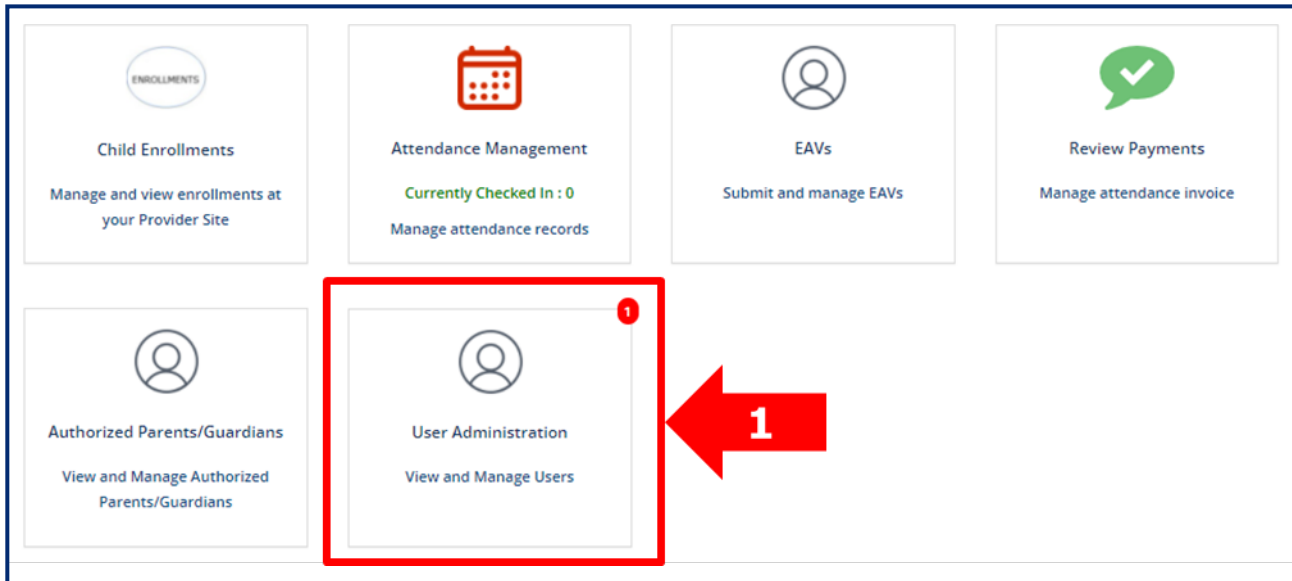 ENROLLMENTS
Child Enrollments
Manage and view enrollments at
your Provider Site
Attendance Management
Currently Checked In : 0
Manage attendance records
EAVs
Submit and manage EAVs
Review Payments
Manage attendance invoice
Authorized Parents/Guardians
View and Manage Authorized
Parents/Guardians
1
User Administration
View and Manage Users
1